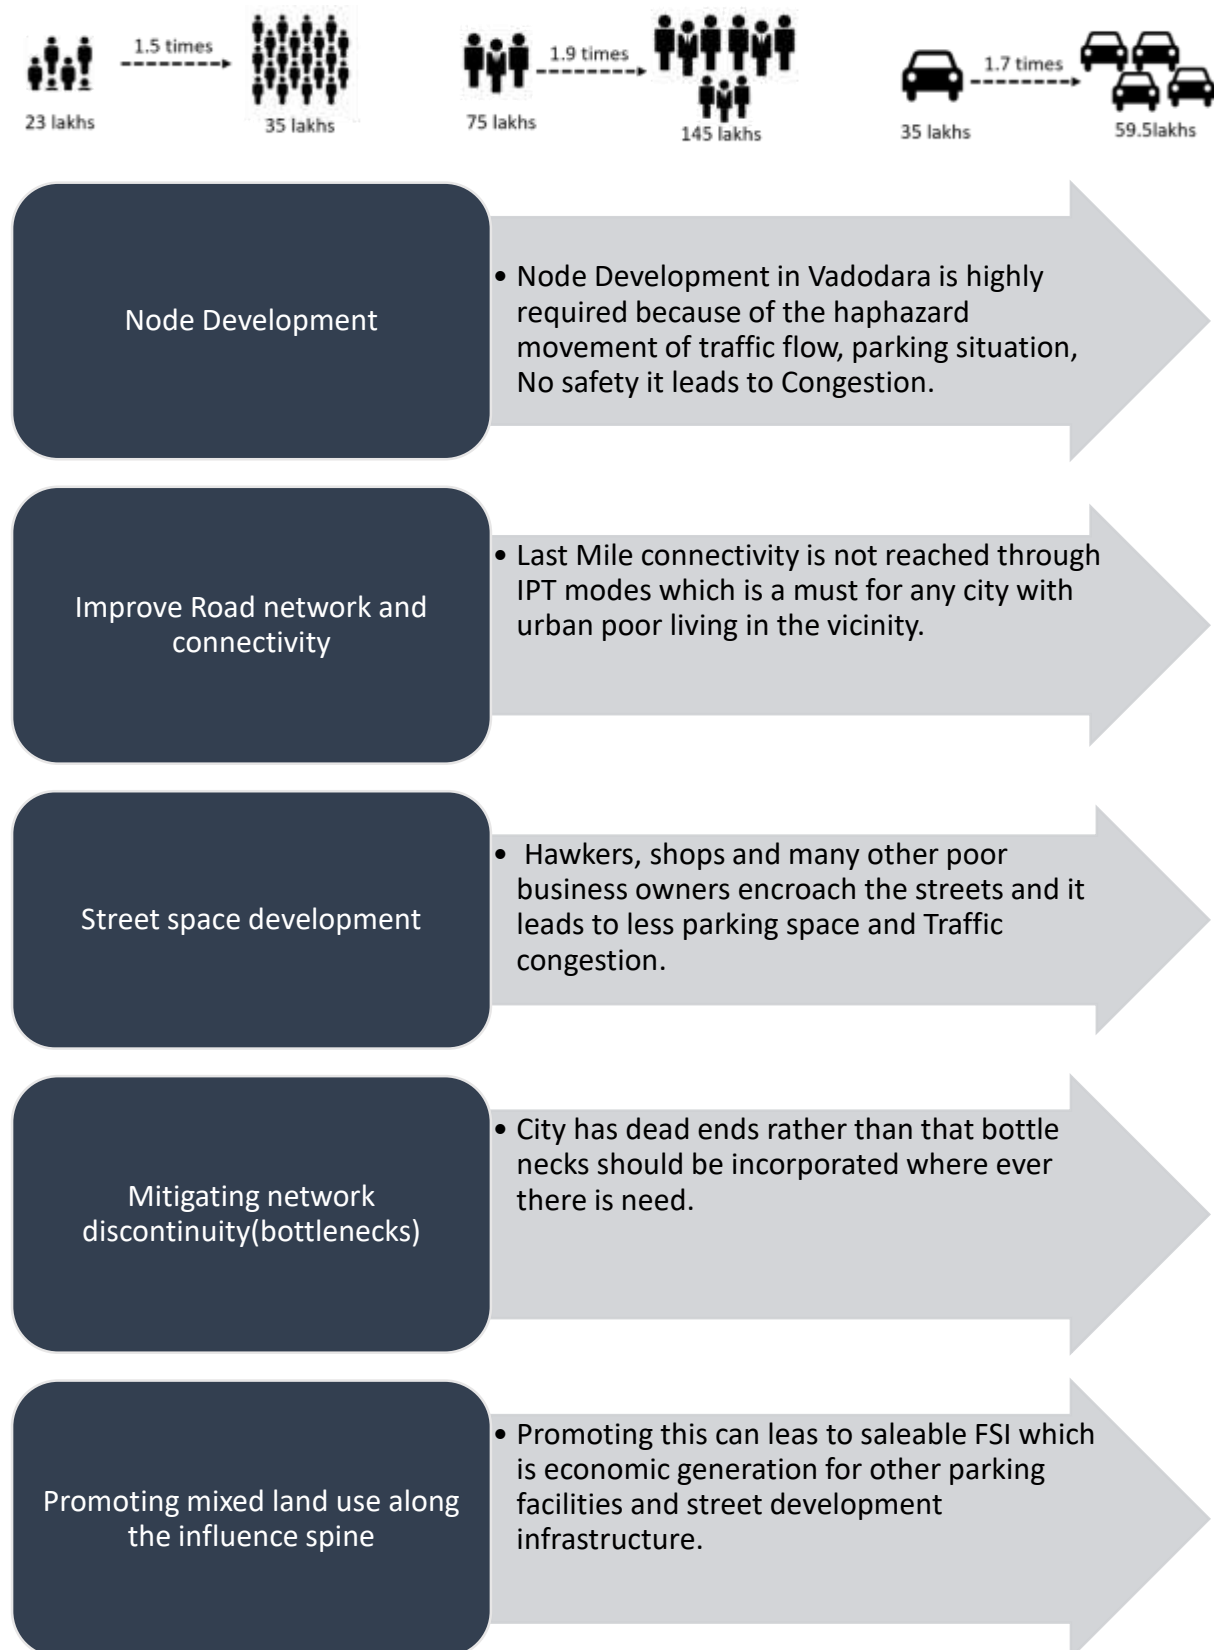 1.5 times
23 lakhs
35 lakhs
1.9 times
75 lakhs
145 lakhs
1.7 times
35 lakhs
59.5lakhs
Node Development
• Node Development in Vadodara is highly
required because of the haphazard
movement of traffic flow, parking situation,
No safety it leads to Congestion.
Improve Road network and
connectivity
• Last Mile connectivity is not reached through
IPT modes which is a must for any city with
urban poor living in the vicinity.
Street space development
• Hawkers, shops and many other poor
business owners encroach the streets and it
leads to less parking space and Traffic
congestion.
Mitigating network
discontinuity(bottlenecks)
• City has dead ends rather than that bottle
necks should be incorporated where ever
there is need.
Promoting mixed land use along
the influence spine
• Promoting this can leas to saleable FSI which
is economic generation for other parking
facilities and street development
infrastructure.